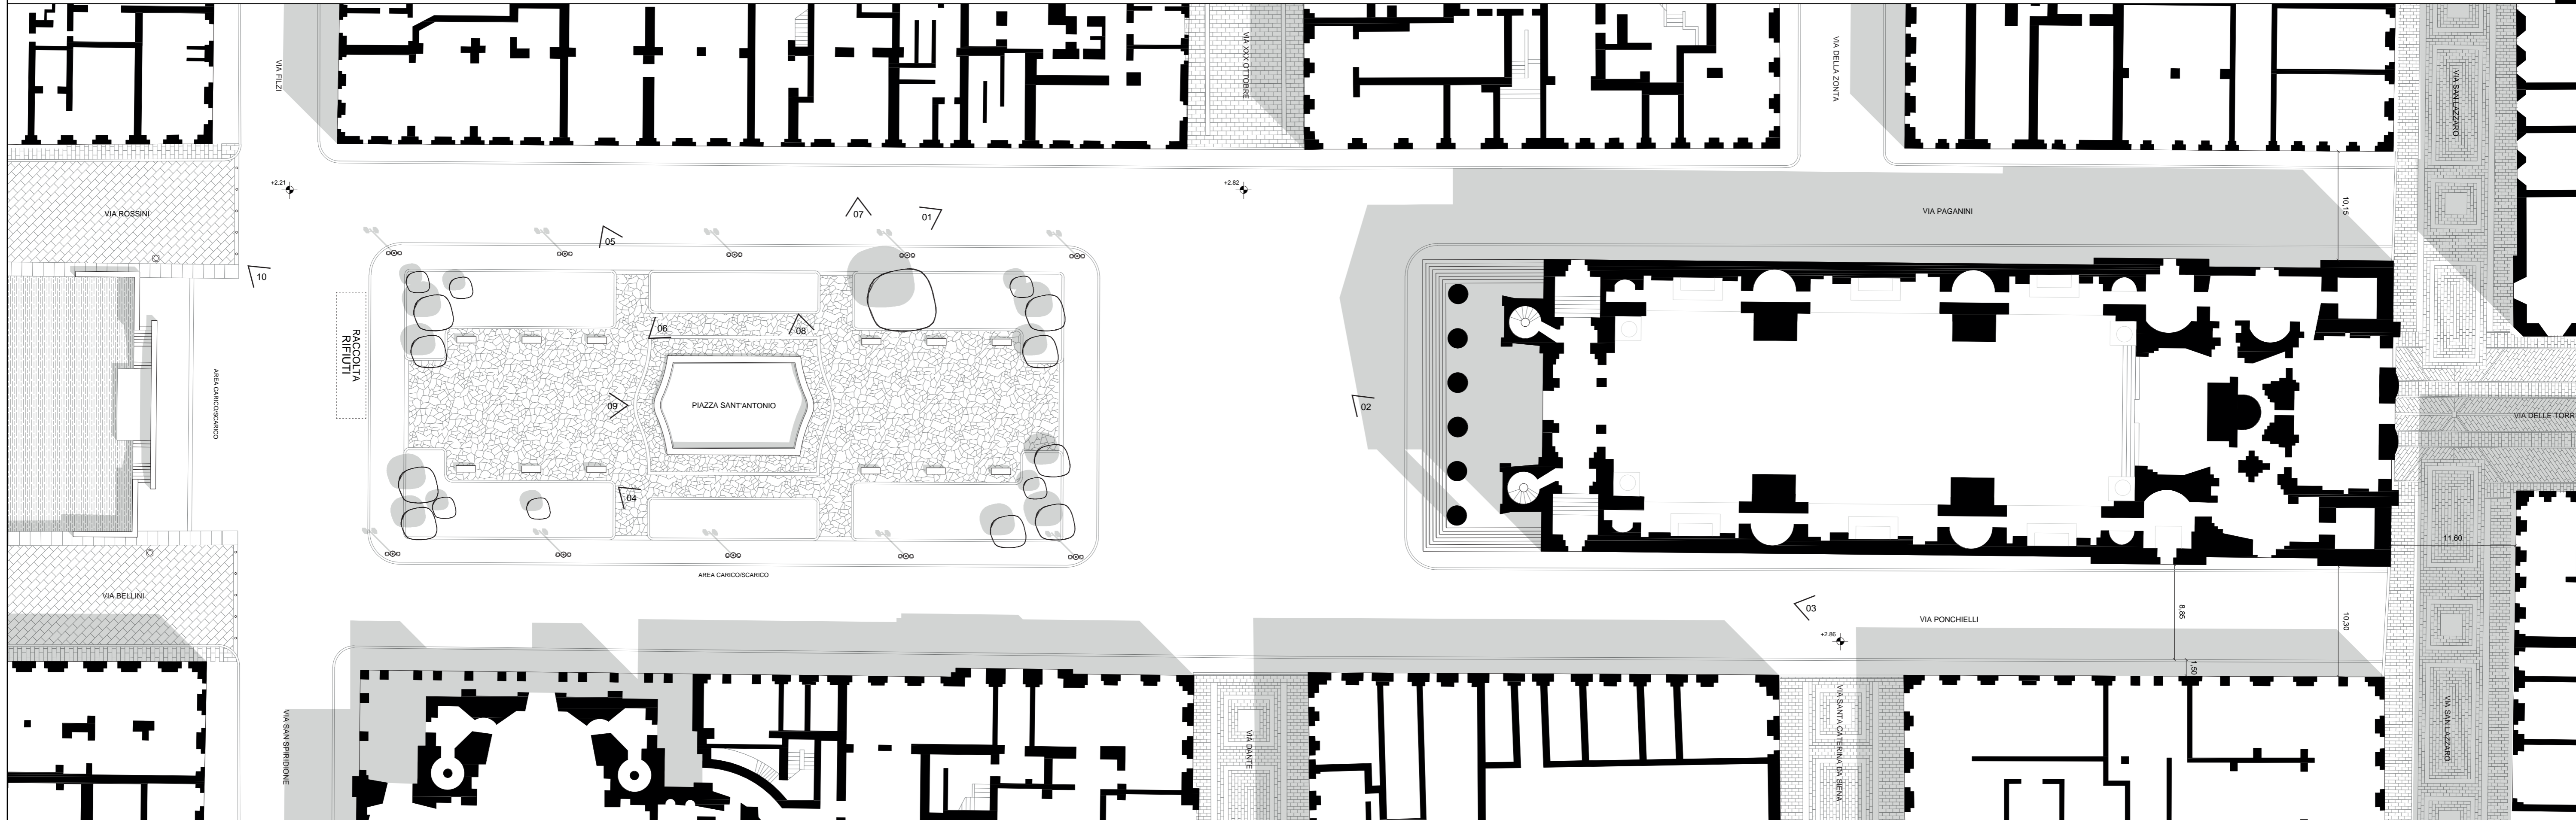 VIA FILZI
VIA XXX OTTOBRE
VIA DELLA ZONTA
VIA SAN LAZZARO
+2.21
+2.82
VIA ROSSINI
VIA PAGANINI
10,15
07
01
05
10
RACCOLTA
RIFIUTI
06
08
AREA CARICO/SCARICO
09
PIAZZA SANT'ANTONIO
02
VIA DELLE TORR
04
11,60
AREA CARICO/SCARICO
VIA BELLINI
03
8,85
10,30
VIA PONCHIELLI
+2.86
1,50
VIA SAN SPIRIDIONE
VIA DANTE
VIA SANTA CATERINA DA SIENA
VIA SAN LAZZARO